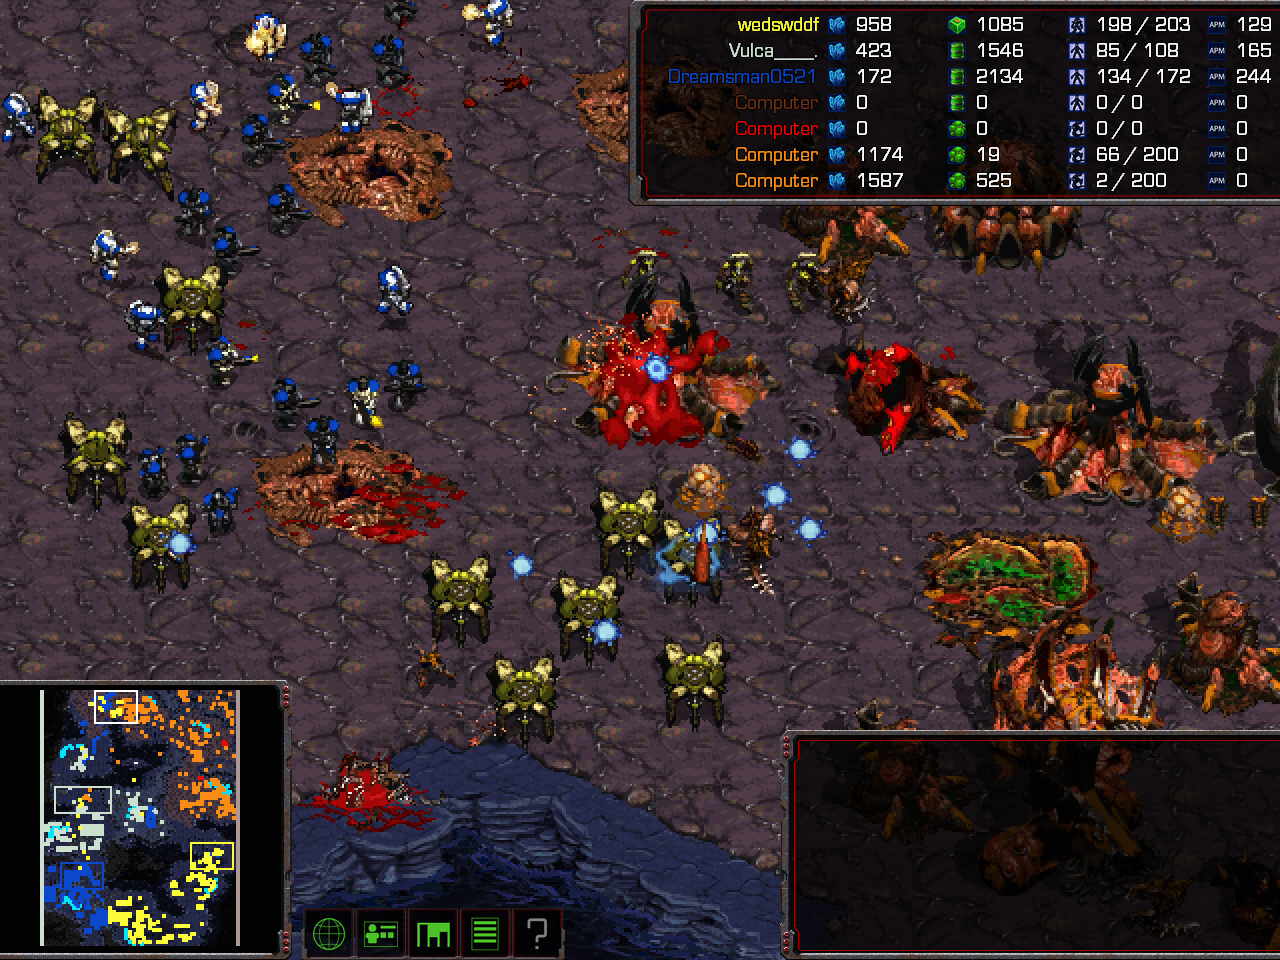 wedswddf 958 1085 198 / 203 APM 129
Vulca____. 423 1546 85 / 108 APM 165
Dreamsman0521 172 2134 134 / 172 APM 244
Computer 0 0 0 / 0 APM 0
Computer 0 0 0 / 0 APM 0
Computer 1174 19 66 / 200 APM 0
Computer 1587 525 2 / 200 APM 0
?